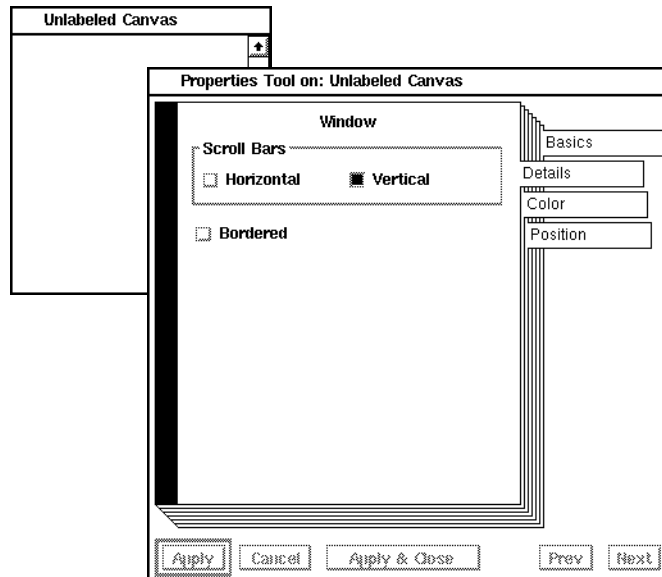 Unlabeled Canvas
Properties Tool on: Unlabeled Canvas
Window
Scroll Bars
Horizontal
Vertical
Bordered
Basics
Details
Color
Position
Apply
Cancel
Apply & Close
Prev
Next